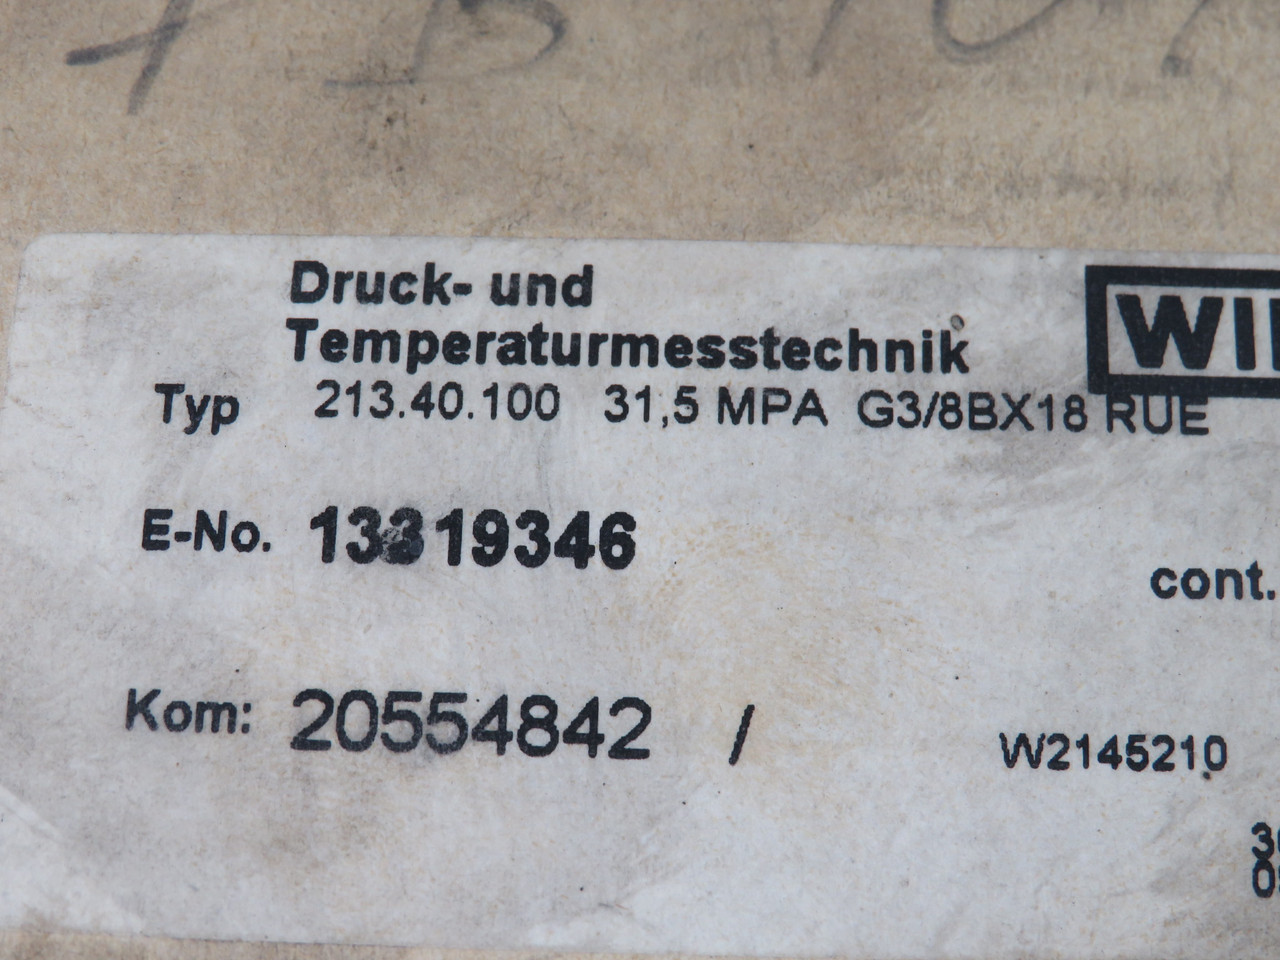 Druck- und
Temperaturmesstechnik
Typ 213.40.100 31,5 MPA G3/8BX18 RUE
E-No. 13319346
cont.
Kom: 20554842 /
W2145210